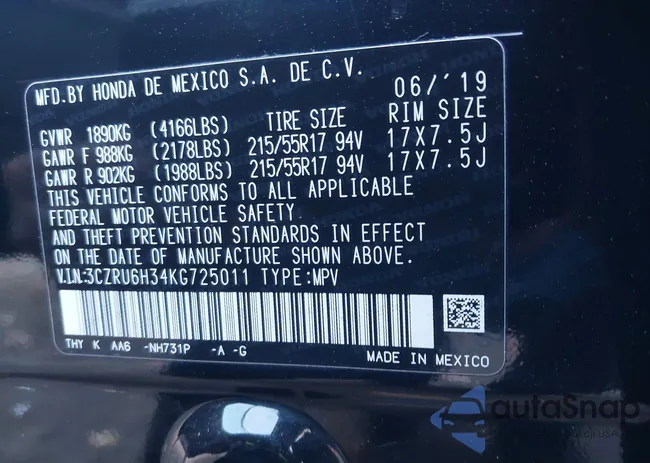 MFD.BY HONDA DE MEXICO S.A. DE C.V.
06/'19
GVWR 1890KG (4166LBS) TIRE SIZE RIM SIZE
GAWR F 988KG (2178LBS) 215/55R17 94V 17X7.5J
GAWR R 902KG (1988LBS) 215/55R17 94V 17X7.5J
THIS VEHICLE CONFORMS TO ALL APPLICABLE
FEDERAL MOTOR VEHICLE SAFETY
AND THEFT PREVENTION STANDARDS IN EFFECT
ON THE DATE OF MANUFACTURE SHOWN ABOVE.
V.I.N:3CZRU6H34KG725011 TYPE:MPV
THY K AA6 -NH731P -A -G
MADE IN MEXICO
autaSnap